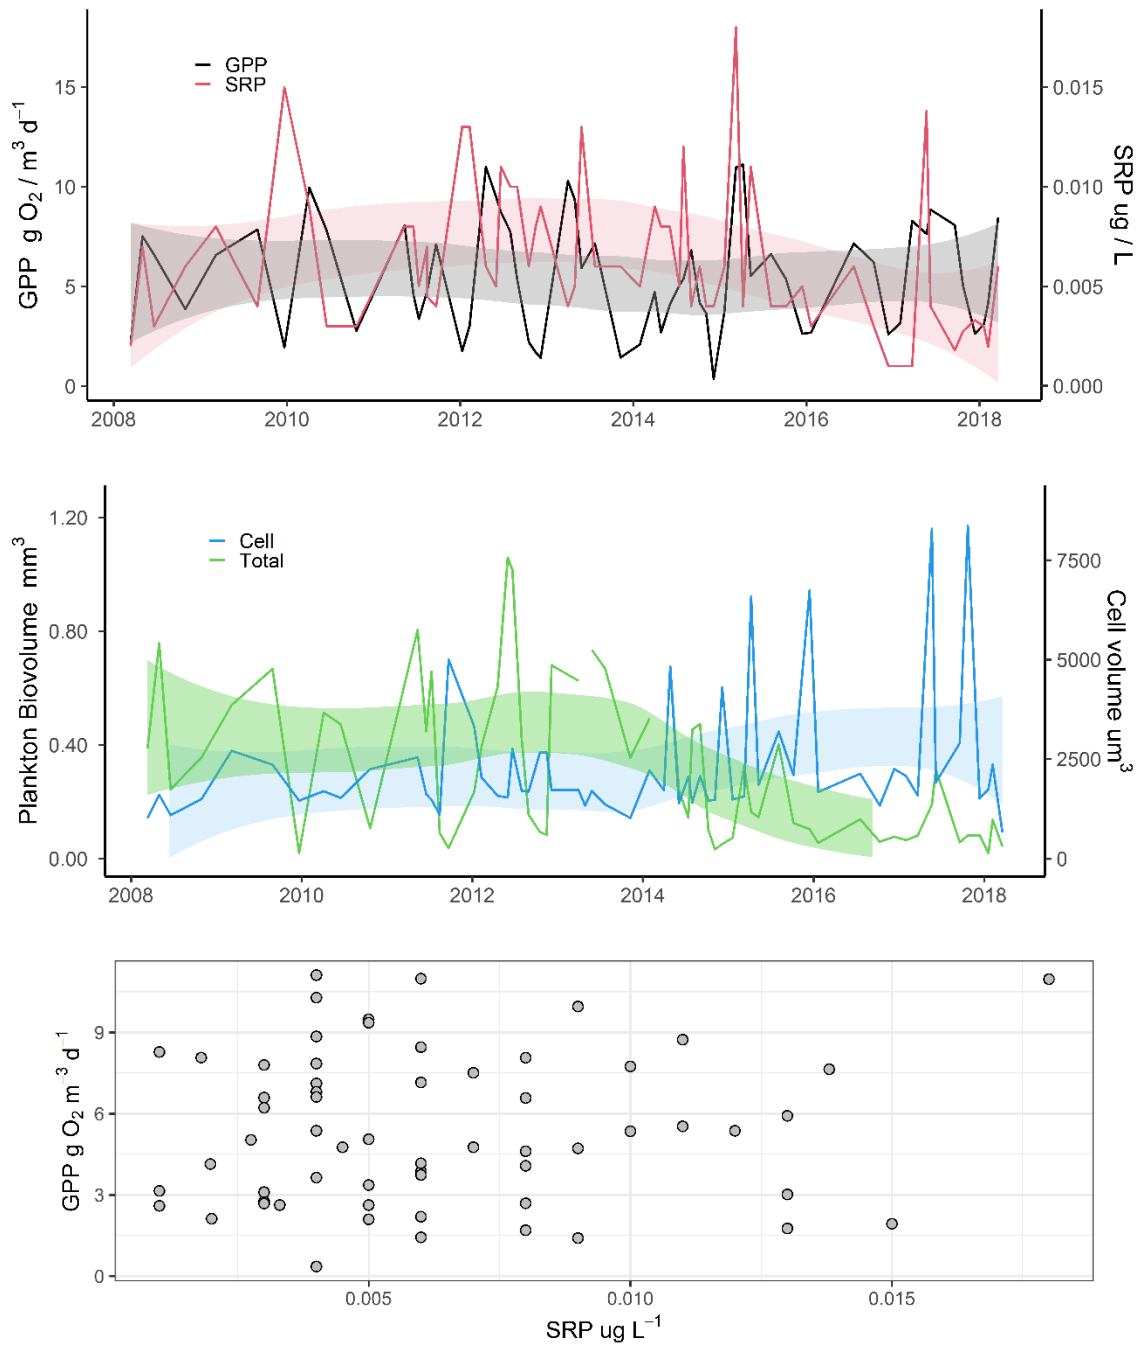 GPP g O₂ / m³ d⁻¹
15
10
5
0
GPP
SRP
0.015
0.010
0.005
0.000
SRP ug / L
2008 2010 2012 2014 2016 2018
Plankton Biovolume mm³
1.20
0.80
0.40
0.00
Cell
Total
7500
5000
2500
0
Cell volume um³
2008 2010 2012 2014 2016 2018
GPP g O₂ m⁻³ d⁻¹
9
6
3
0
0.005 0.010 0.015
SRP ug L⁻¹